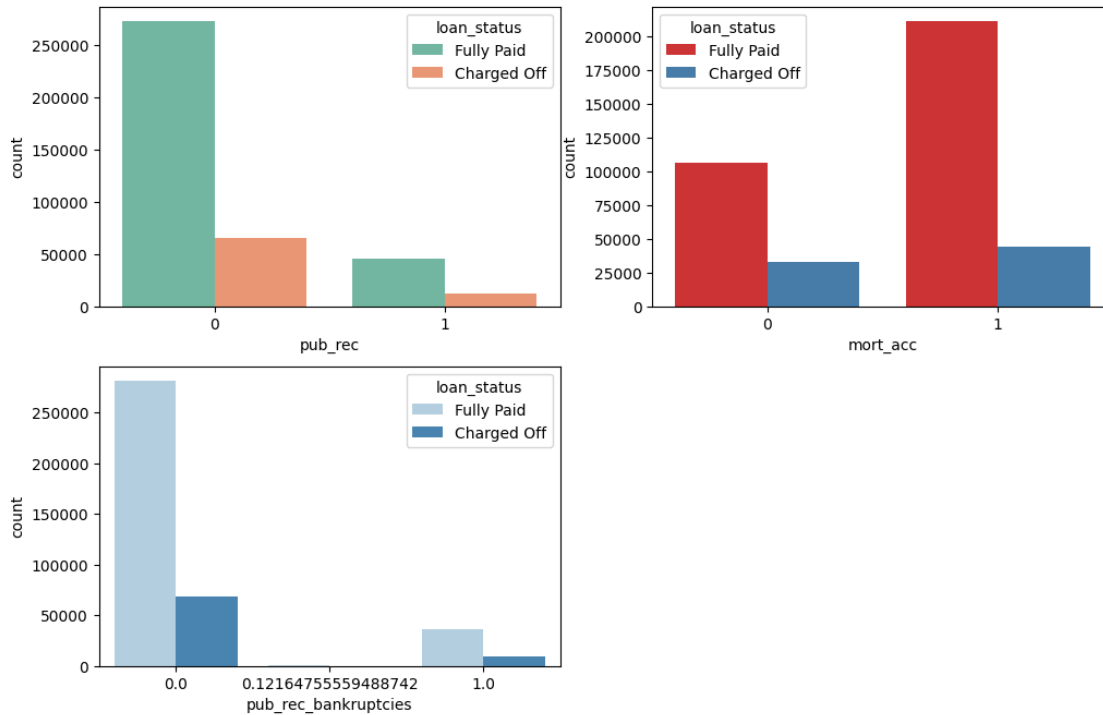 loan_status
Fully Paid
Charged Off
250000
200000
150000
100000
50000
0
count
0 1
pub_rec
loan_status
Fully Paid
Charged Off
200000
175000
150000
125000
100000
75000
50000
25000
0
count
0 1
mort_acc
loan_status
Fully Paid
Charged Off
250000
200000
150000
100000
50000
0
count
0.0 0.12164755559488742 1.0
pub_rec_bankruptcies